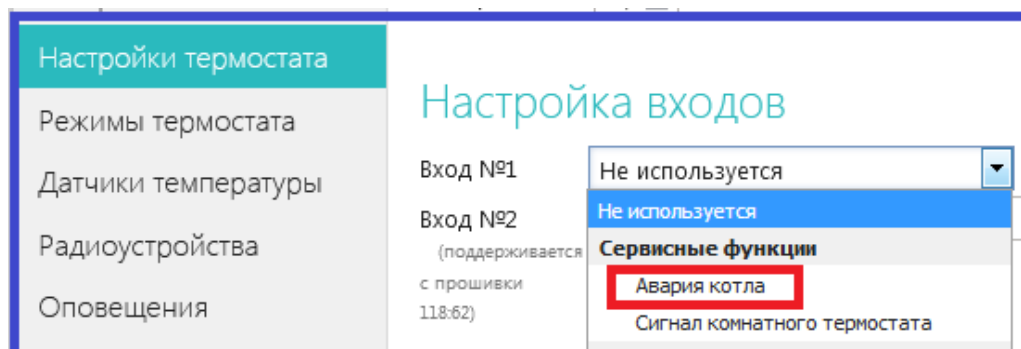 Настройки термостата
Режимы термостата
Датчики температуры
Радиоустройства
Оповещения
Настройка входов
Вход №1
Не используется
Не используется
Вход №2
(поддерживается
с прошивки
118:62)
Сервисные функции
Авария котла
Сигнал комнатного термостата